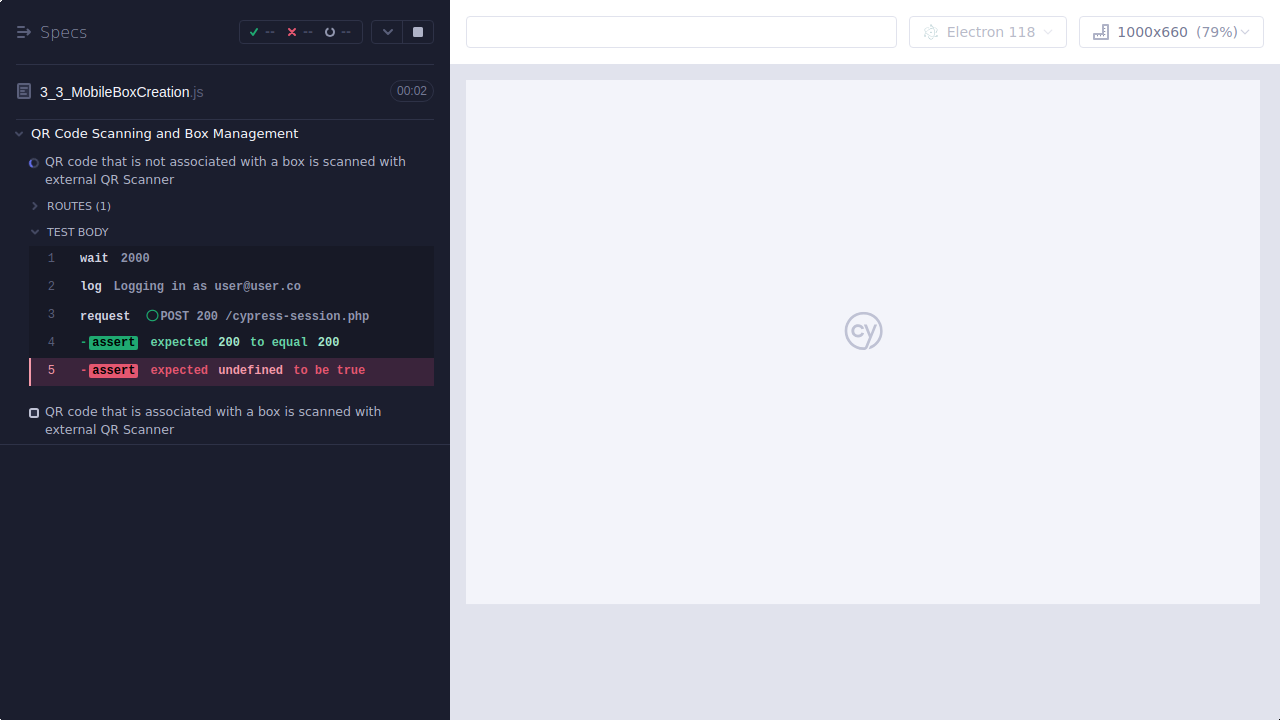 Specs
--
--
--
Electron 118
1000x660 (79%)
3_3_MobileBoxCreation.js
00:02
QR Code Scanning and Box Management
QR code that is not associated with a box is scanned with
external QR Scanner
ROUTES (1)
TEST BODY
1 wait 2000
2 log Logging in as user@user.co
3 request POST 200 /cypress-session.php
4 -assert expected 200 to equal 200
5 -assert expected undefined to be true
QR code that is associated with a box is scanned with
external QR Scanner
cy